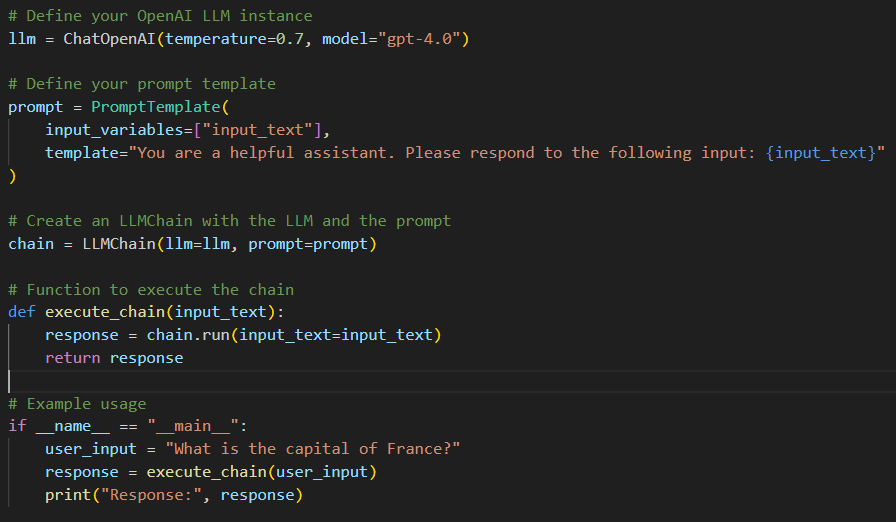 # Define your OpenAI LLM instance
llm = ChatOpenAI(temperature=0.7, model="gpt-4.0")
# Define your prompt template
prompt = PromptTemplate(
    input_variables=["input_text"],
    template="You are a helpful assistant. Please respond to the following input: {input_text}"
)
# Create an LLMChain with the LLM and the prompt
chain = LLMChain(llm=llm, prompt=prompt)
# Function to execute the chain
def execute_chain(input_text):
    response = chain.run(input_text=input_text)
    return response
# Example usage
if __name__ == "__main__":
    user_input = "What is the capital of France?"
    response = execute_chain(user_input)
    print("Response:", response)